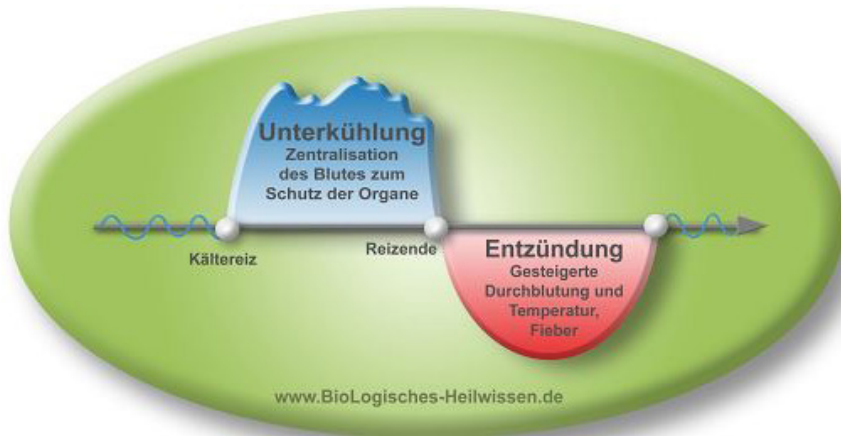 Unterkühlung
Zentralisation
des Blutes zum
Schutz der Organe
Kältereiz
Reizende
Entzündung
Gesteigerte
Durchblutung und
Temperatur,
Fieber
www.BioLogisches-Heilwissen.de